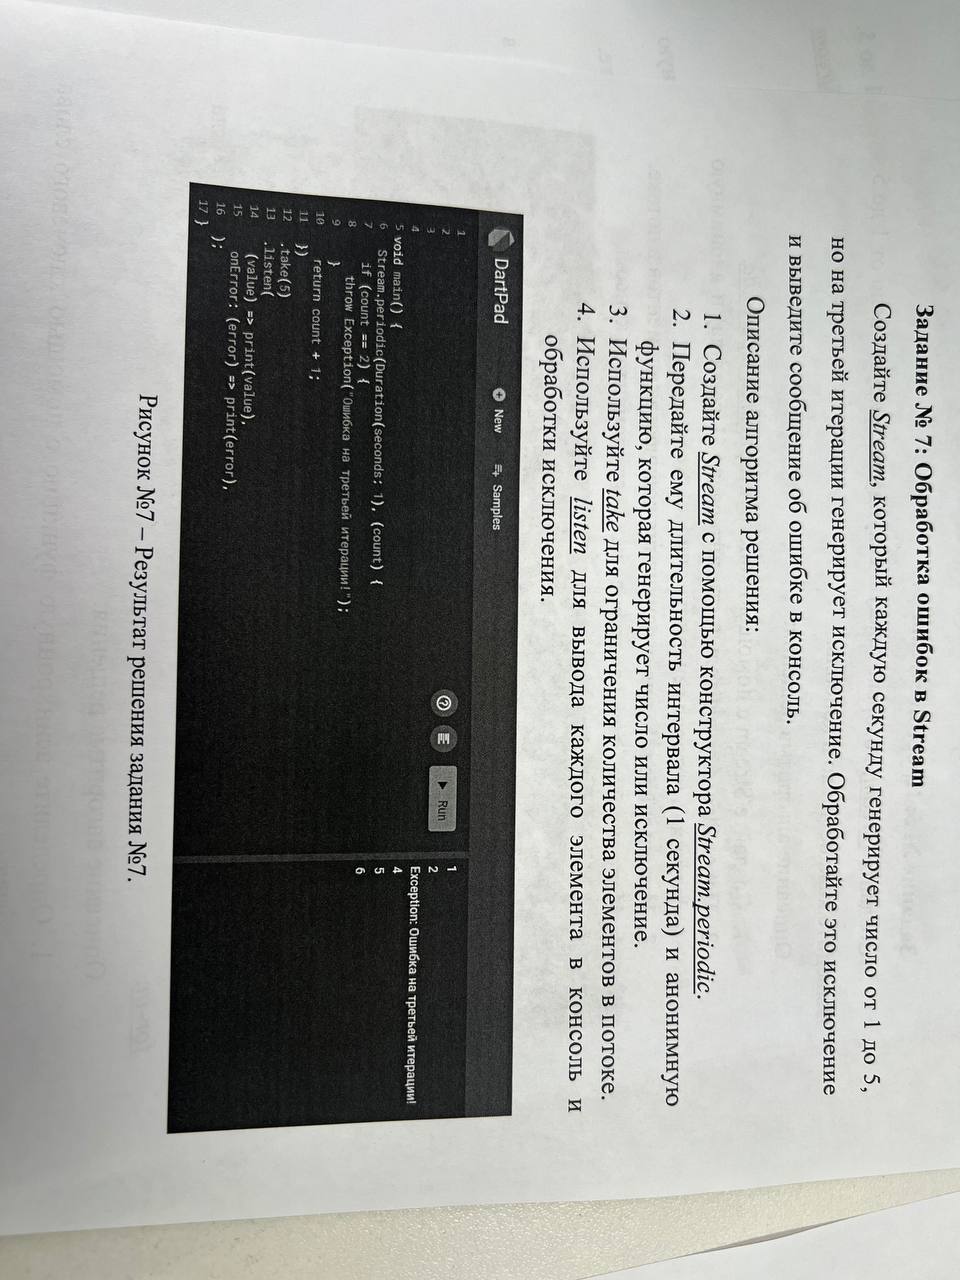 Задание № 7: Обработка ошибок в Stream
Создайте Stream, который каждую секунду генерирует число от 1 до 5,
но на третьей итерации генерирует исключение. Обработайте это исключение
и выведите сообщение об ошибке в консоль.
Описание алгоритма решения:
1. Создайте Stream с помощью конструктора Stream.periodic.
2. Передайте ему длительность интервала (1 секунда) и анонимную
функцию, которая генерирует число или исключение.
3. Используйте take для ограничения количества элементов в потоке.
4. Используйте listen для вывода каждого элемента в консоль и
обработки исключения.
DartPad New Samples
Run
1
2
3
4
5 void main() {
6 Stream.periodic(Duration(seconds: 1), (count) {
7 if (count == 2) {
8 throw Exception("Ошибка на третьей итерации!");
9 }
10 return count + 1;
11 })
12 .take(5)
13 .listen(
14 (value) => print(value),
15 onError: (error) => print(error),
16 );
17 }
1
2
Exception: Ошибка на третьей итерации!
4
5
6
Рисунок №7 – Результат решения задания №7.